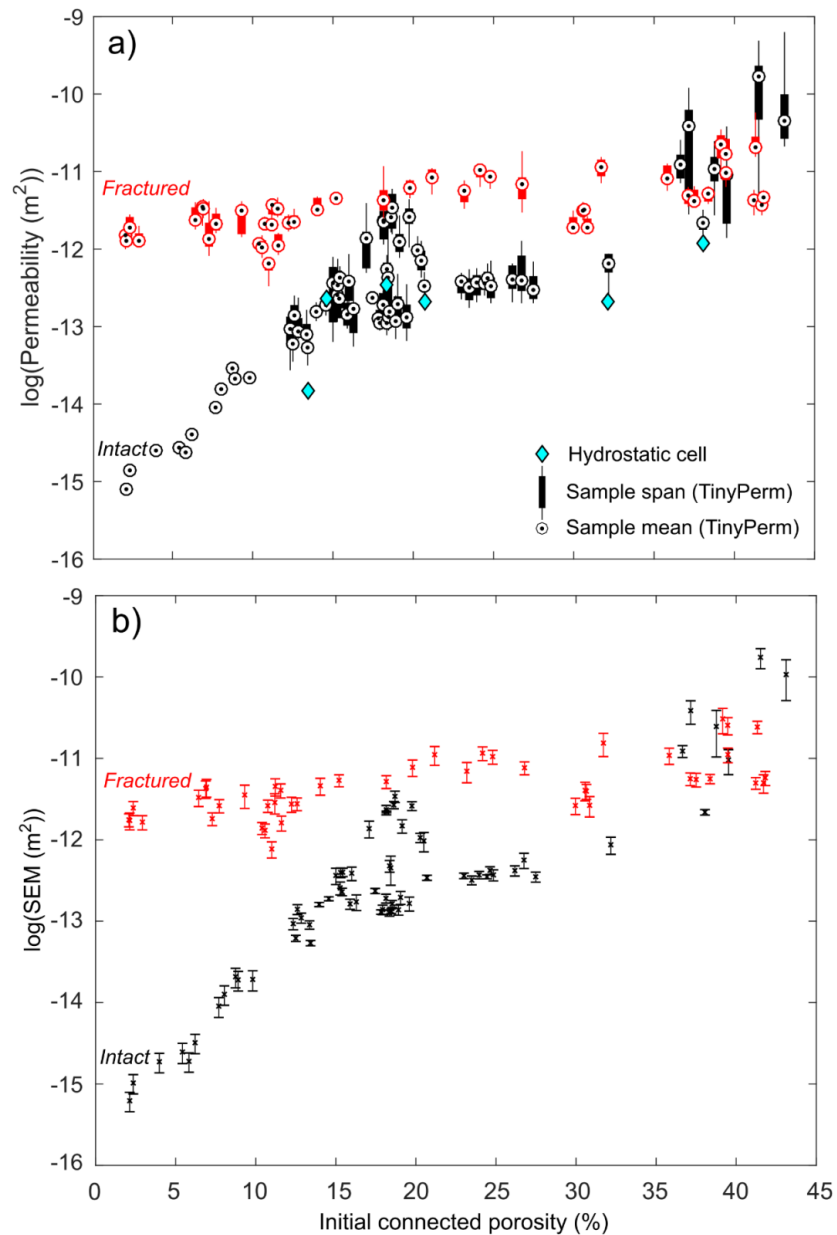 a)
-9
-10
-11
-12
-13
-14
-15
-16
log(Permeability (m²))
Fractured
Intact
Hydrostatic cell
Sample span (TinyPerm)
Sample mean (TinyPerm)
b)
-9
-10
-11
-12
-13
-14
-15
-16
log(SEM (m²))
Fractured
Intact
0 5 10 15 20 25 30 35 40 45
Initial connected porosity (%)